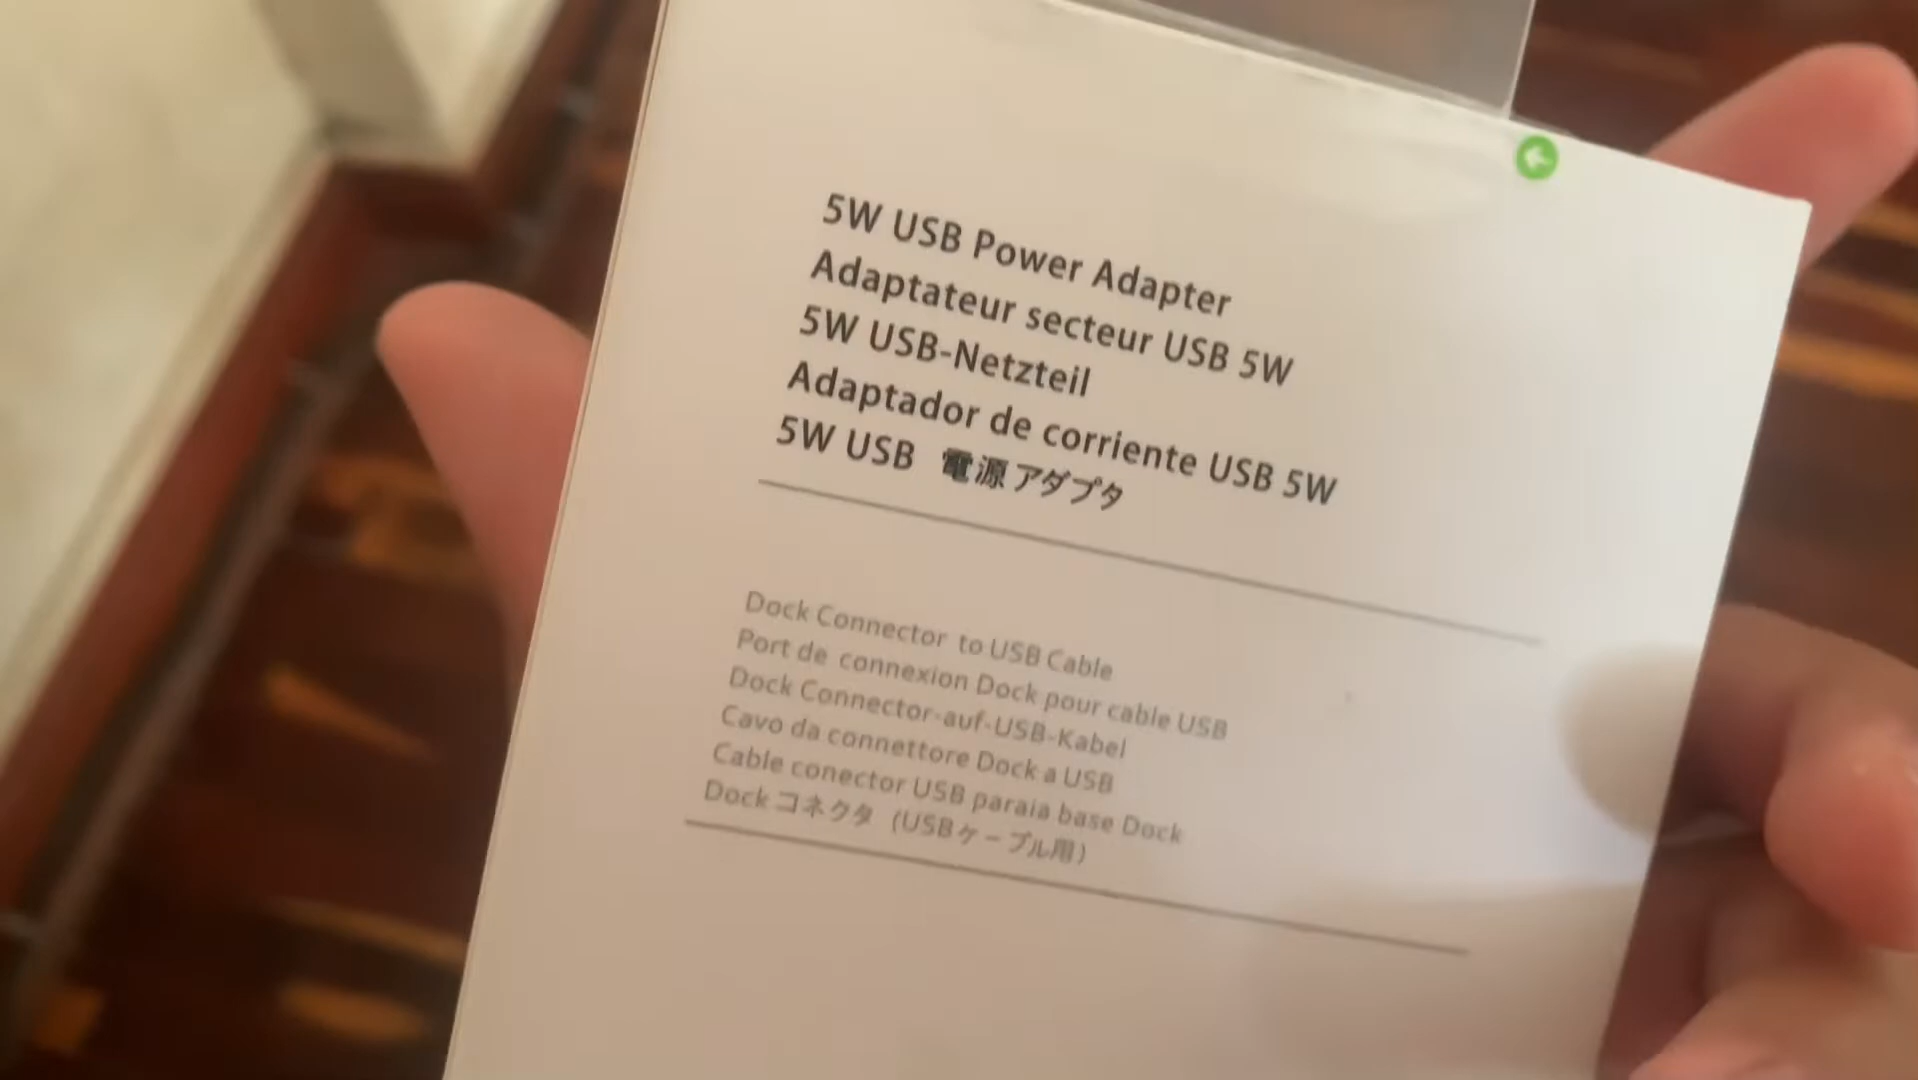 5W USB Power Adapter
Adaptateur secteur USB 5W
5W USB-Netzteil
Adaptador de corriente USB 5W
5W USB 電源アダプタ
Dock Connector to USB Cable
Port de connexion Dock pour cable USB
Dock Connector-auf-USB-Kabel
Cavo da connettore Dock a USB
Cable conector USB paraia base Dock
Dock コネクタ (USBケーブル用)